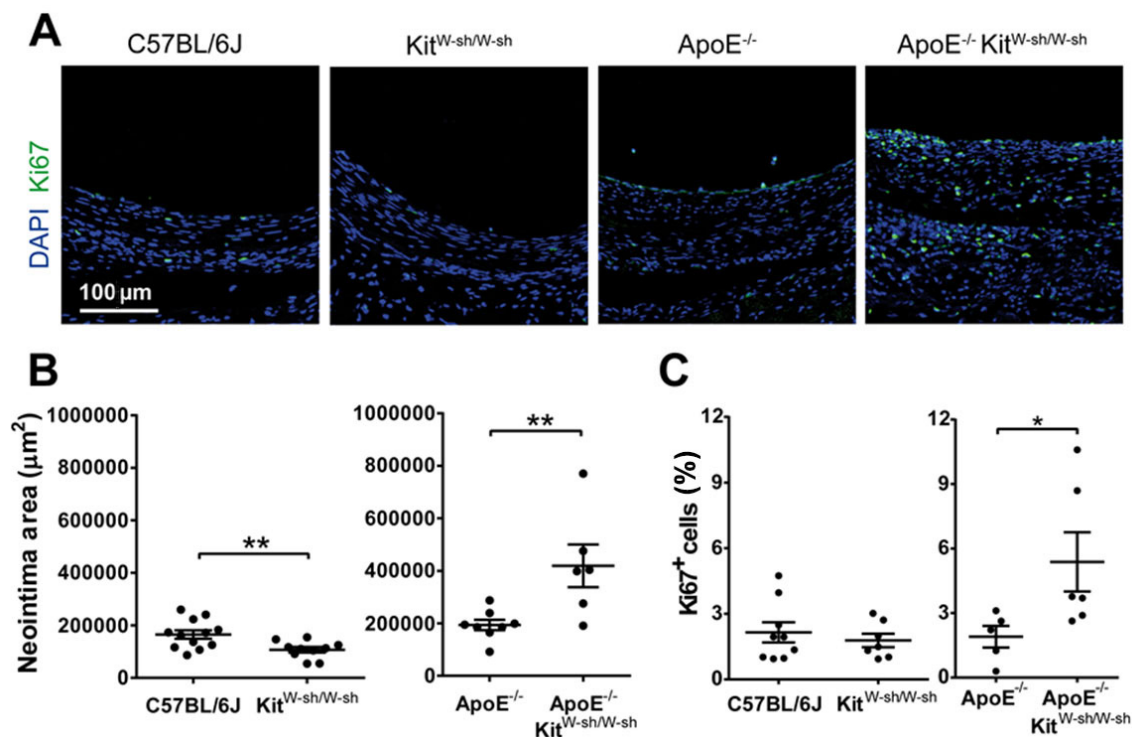 A
C57BL/6J
Kit^W-sh/W-sh
ApoE^-/-
ApoE^-/- Kit^W-sh/W-sh
DAPI Ki67
100 µm
B
Neointima area (µm²)
1000000
800000
600000
400000
200000
0
**
C57BL/6J
Kit^W-sh/W-sh
1000000
800000
600000
400000
200000
0
**
ApoE^-/-
ApoE^-/-
Kit^W-sh/W-sh
C
Ki67⁺ cells (%)
12
9
6
3
0
C57BL/6J
Kit^W-sh/W-sh
12
9
6
3
0
*
ApoE^-/-
ApoE^-/-
Kit^W-sh/W-sh